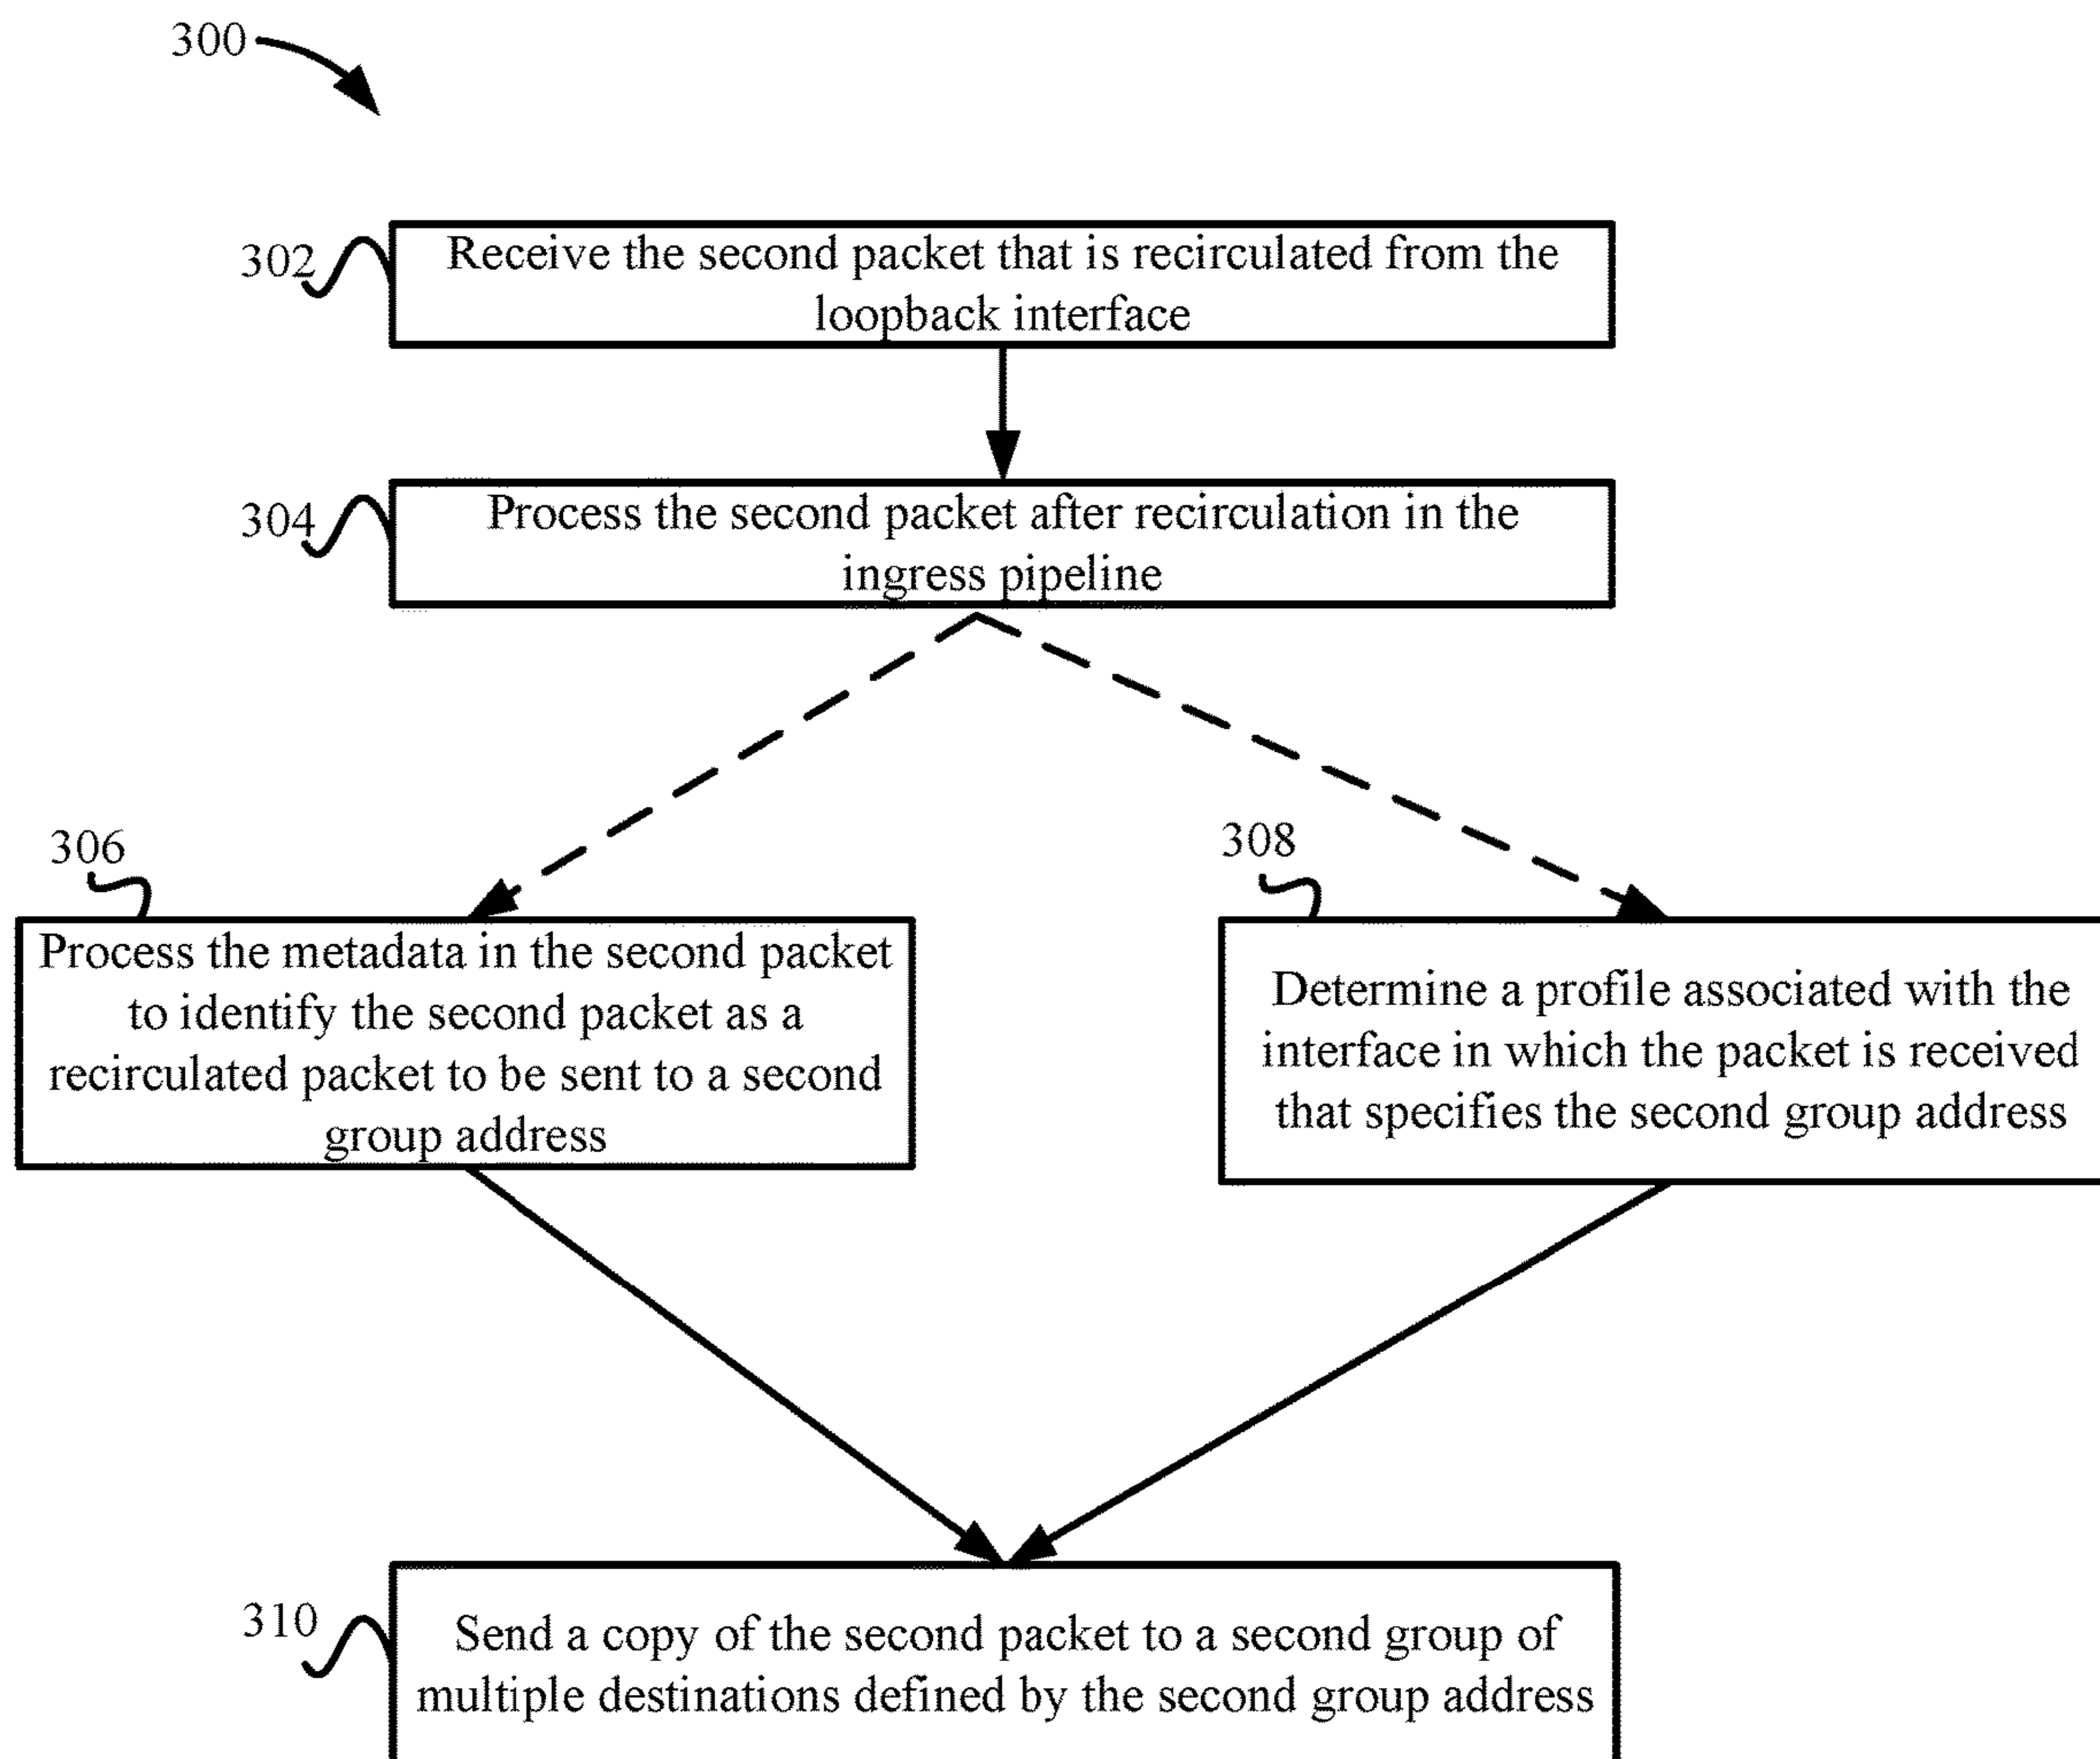 300
302
Receive the second packet that is recirculated from the
loopback interface
304
Process the second packet after recirculation in the
ingress pipeline
306
Process the metadata in the second packet
to identify the second packet as a
recirculated packet to be sent to a second
group address
308
Determine a profile associated with the
interface in which the packet is received
that specifies the second group address
310
Send a copy of the second packet to a second group of
multiple destinations defined by the second group address